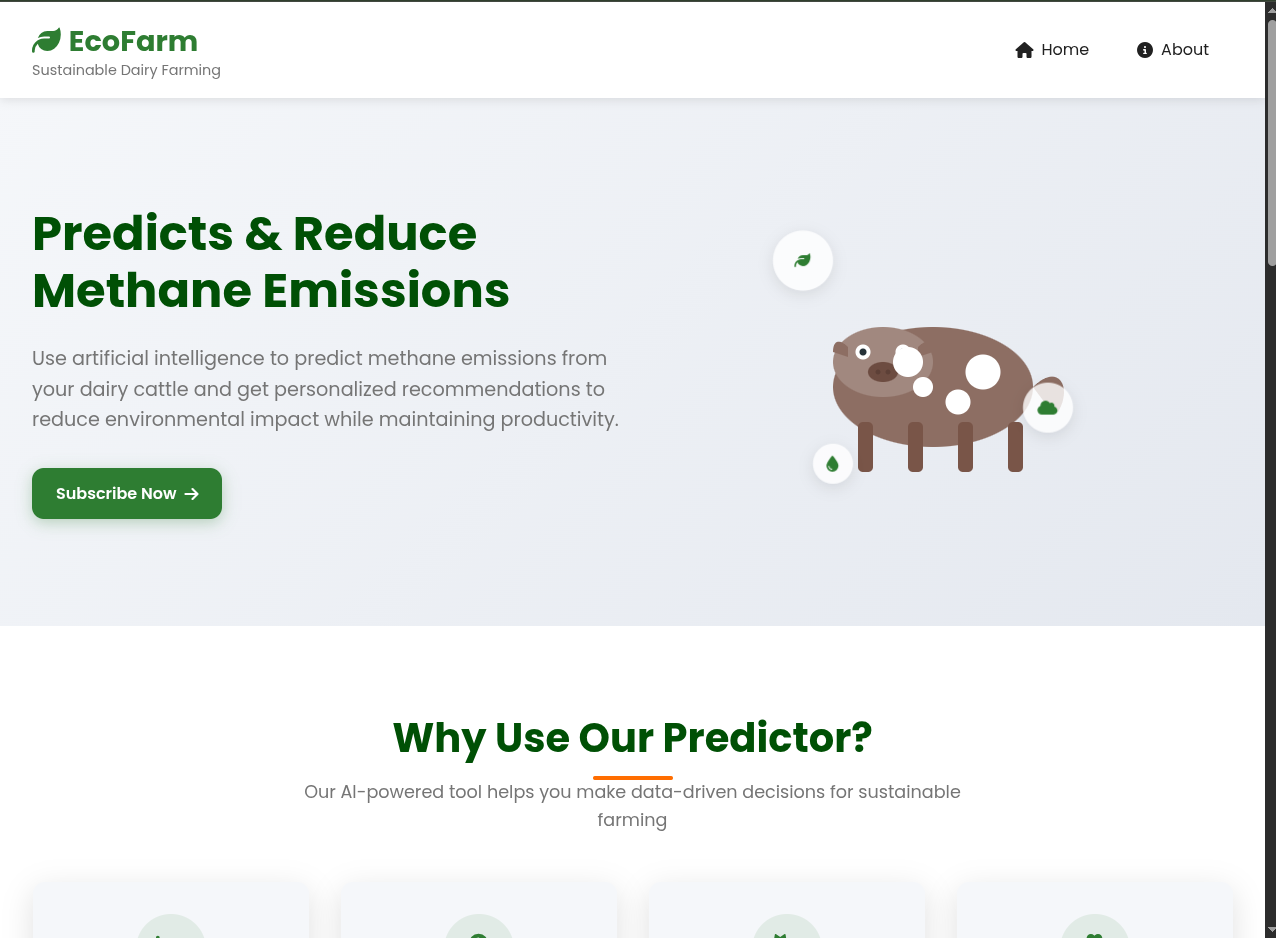 EcoFarm
Sustainable Dairy Farming
Home
About
Predicts & Reduce
Methane Emissions
Use artificial intelligence to predict methane emissions from
your dairy cattle and get personalized recommendations to
reduce environmental impact while maintaining productivity.
Subscribe Now
Why Use Our Predictor?
Our AI-powered tool helps you make data-driven decisions for sustainable
farming